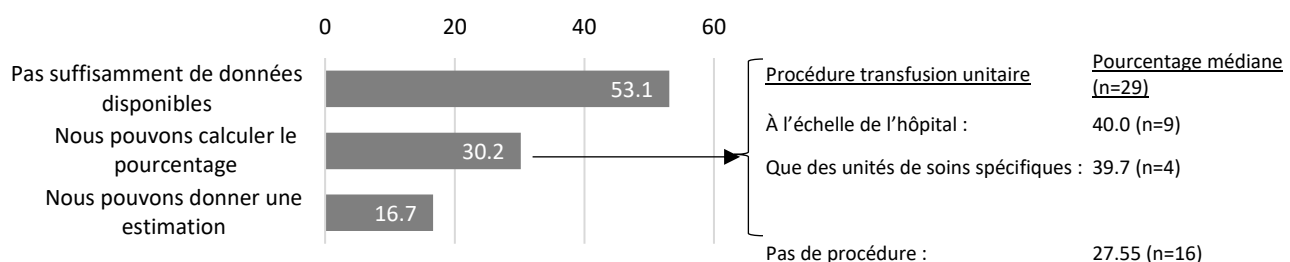 0 20 40 60
Pas suffisamment de données
disponibles
53.1
Nous pouvons calculer le
pourcentage
30.2
Nous pouvons donner une
estimation
16.7
Procédure transfusion unitaire
Pourcentage médiane
(n=29)
À l'échelle de l'hôpital : 40.0 (n=9)
Que des unités de soins spécifiques : 39.7 (n=4)
Pas de procédure : 27.55 (n=16)